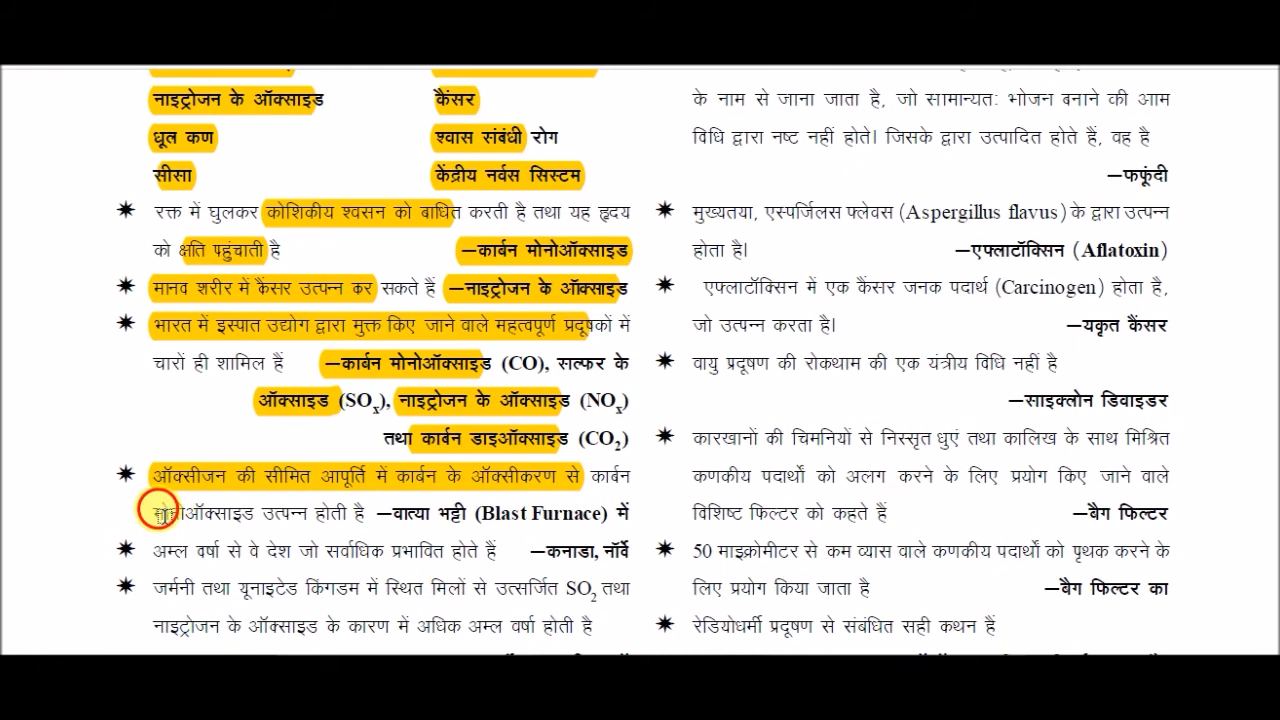 नाइट्रोजन के ऑक्साइड कैंसर
धूल कण श्वास संबंधी रोग
सीसा केंद्रीय नर्वस सिस्टम
✷ रक्त में घुलकर कोशिकीय श्वसन को बाधित करती है तथा यह हृदय
को क्षति पहुंचाती है –कार्बन मोनोऑक्साइड
✷ मानव शरीर में कैंसर उत्पन्न कर सकते हैं –नाइट्रोजन के ऑक्साइड
✷ भारत में इस्पात उद्योग द्वारा मुक्त किए जाने वाले महत्वपूर्ण प्रदूषकों में
चारों ही शामिल हैं –कार्बन मोनोऑक्साइड (CO), सल्फर के
ऑक्साइड (SOx), नाइट्रोजन के ऑक्साइड (NOx)
तथा कार्बन डाइऑक्साइड (CO2)
✷ ऑक्सीजन की सीमित आपूर्ति में कार्बन के ऑक्सीकरण से कार्बन
मोनोऑक्साइड उत्पन्न होती है –वात्या भट्टी (Blast Furnace) में
✷ अम्ल वर्षा से वे देश जो सर्वाधिक प्रभावित होते हैं –कनाडा, नॉर्वे
✷ जर्मनी तथा यूनाइटेड किंगडम में स्थित मिलों से उत्सर्जित SO2 तथा
नाइट्रोजन के ऑक्साइड के कारण में अधिक अम्ल वर्षा होती है
के नाम से जाना जाता है, जो सामान्यत: भोजन बनाने की आम
विधि द्वारा नष्ट नहीं होते। जिसके द्वारा उत्पादित होते हैं, वह है
–फफूंदी
✷ मुख्यतया, एस्पर्जिलस फ्लेवस (Aspergillus flavus) के द्वारा उत्पन्न
होता है। –एफ्लाटॉक्सिन (Aflatoxin)
✷ एफ्लाटॉक्सिन में एक कैंसर जनक पदार्थ (Carcinogen) होता है,
जो उत्पन्न करता है। –यकृत कैंसर
✷ वायु प्रदूषण की रोकथाम की एक यंत्रीय विधि नहीं है
–साइक्लोन डिवाइडर
✷ कारखानों की चिमनियों से निस्सृत धुएं तथा कालिख के साथ मिश्रित
कणकीय पदार्थों को अलग करने के लिए प्रयोग किए जाने वाले
विशिष्ट फिल्टर को कहते हैं –बैग फिल्टर
✷ 50 माइक्रोमीटर से कम व्यास वाले कणकीय पदार्थों को पृथक करने के
लिए प्रयोग किया जाता है –बैग फिल्टर का
✷ रेडियोधर्मी प्रदूषण से संबंधित सही कथन हैं